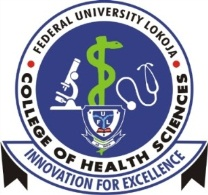 FEDERAL UNIVERSITY LOKOJA
COLLEGE OF HEALTH SCIENCES
INNOVATION FOR EXCELLENCE